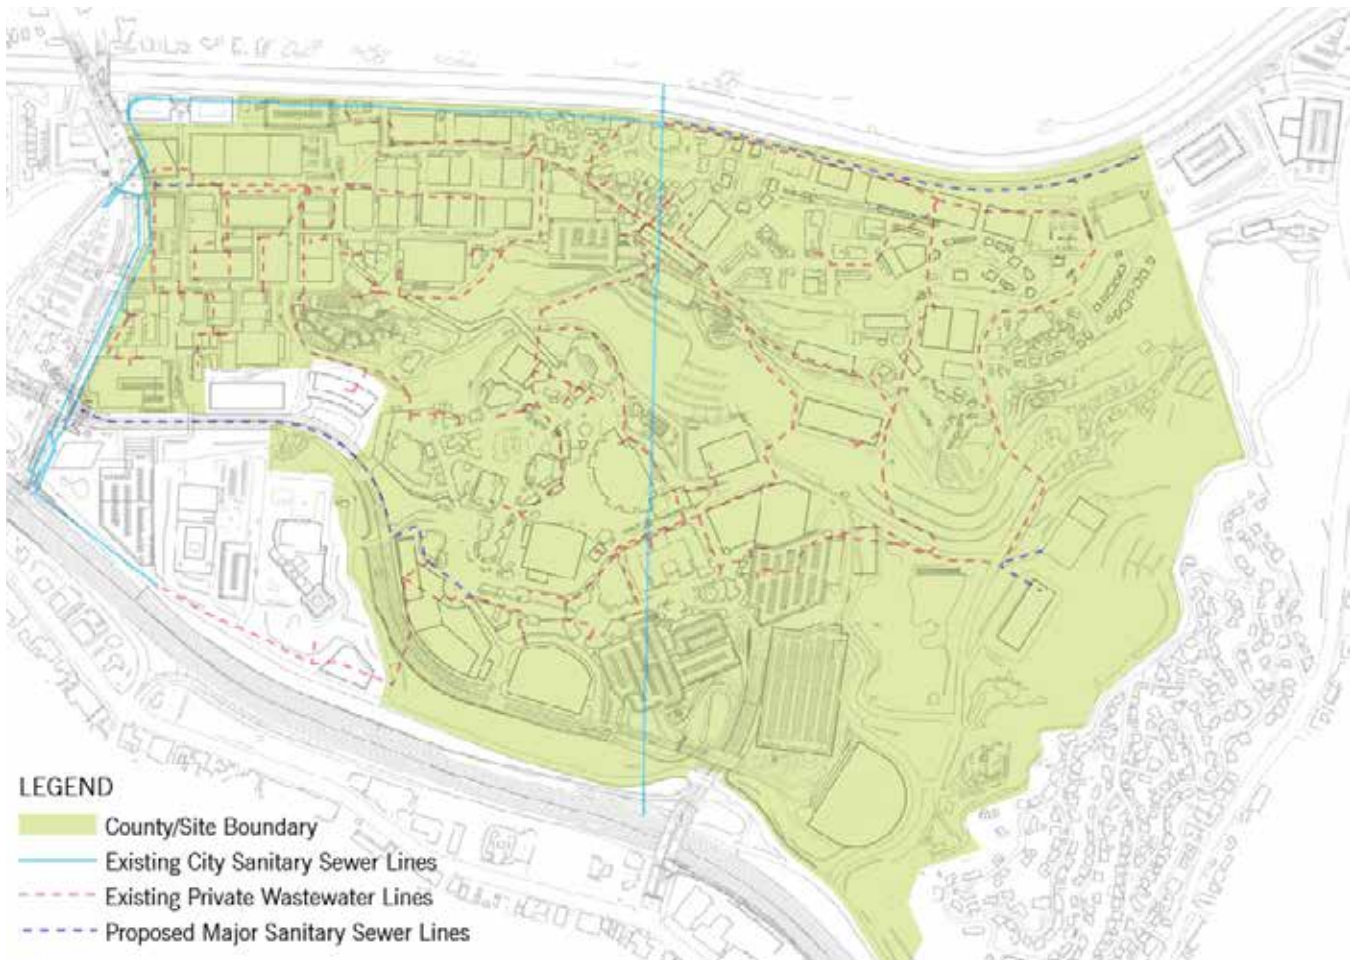 LEGEND
County/Site Boundary
Existing City Sanitary Sewer Lines
Existing Private Wastewater Lines
Proposed Major Sanitary Sewer Lines